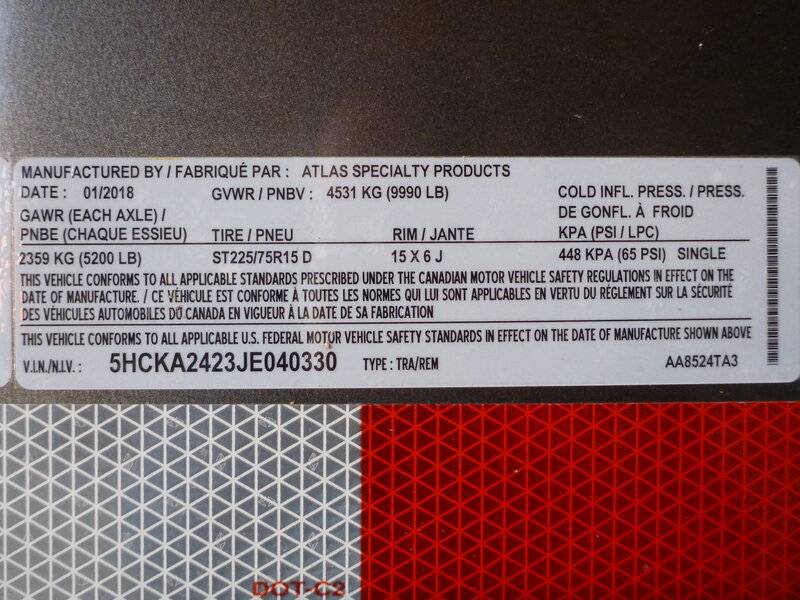 MANUFACTURED BY / FABRIQUÉ PAR : ATLAS SPECIALTY PRODUCTS
DATE : 01/2018 GVWR / PNBV : 4531 KG (9990 LB)
COLD INFL. PRESS. / PRESS.
GAWR (EACH AXLE) / DE GONFL. À FROID
PNBE (CHAQUE ESSIEU) TIRE / PNEU RIM / JANTE KPA (PSI / LPC)
2359 KG (5200 LB) ST225/75R15 D 15 X 6 J 448 KPA (65 PSI) SINGLE
THIS VEHICLE CONFORMS TO ALL APPLICABLE STANDARDS PRESCRIBED UNDER THE CANADIAN MOTOR VEHICLE SAFETY REGULATIONS IN EFFECT ON THE
DATE OF MANUFACTURE. / CE VÉHICULE EST CONFORME À TOUTES LES NORMES QUI LUI SONT APPLICABLES EN VERTU DU RÉGLEMENT SUR LA SÉCURITÉ
DES VÉHICULES AUTOMOBILES DO CANADA EN VIGUEUR À LA DATE DE SA FABRICATION
THIS VEHICLE CONFORMS TO ALL APPLICABLE U.S. FEDERAL MOTOR VEHICLE SAFETY STANDARDS IN EFFECT ON THE DATE OF MANUFACTURE SHOWN ABOVE
V.I.N./N.I.V. : 5HCKA2423JE040330 TYPE : TRA/REM AA8524TA3
DOT-C2